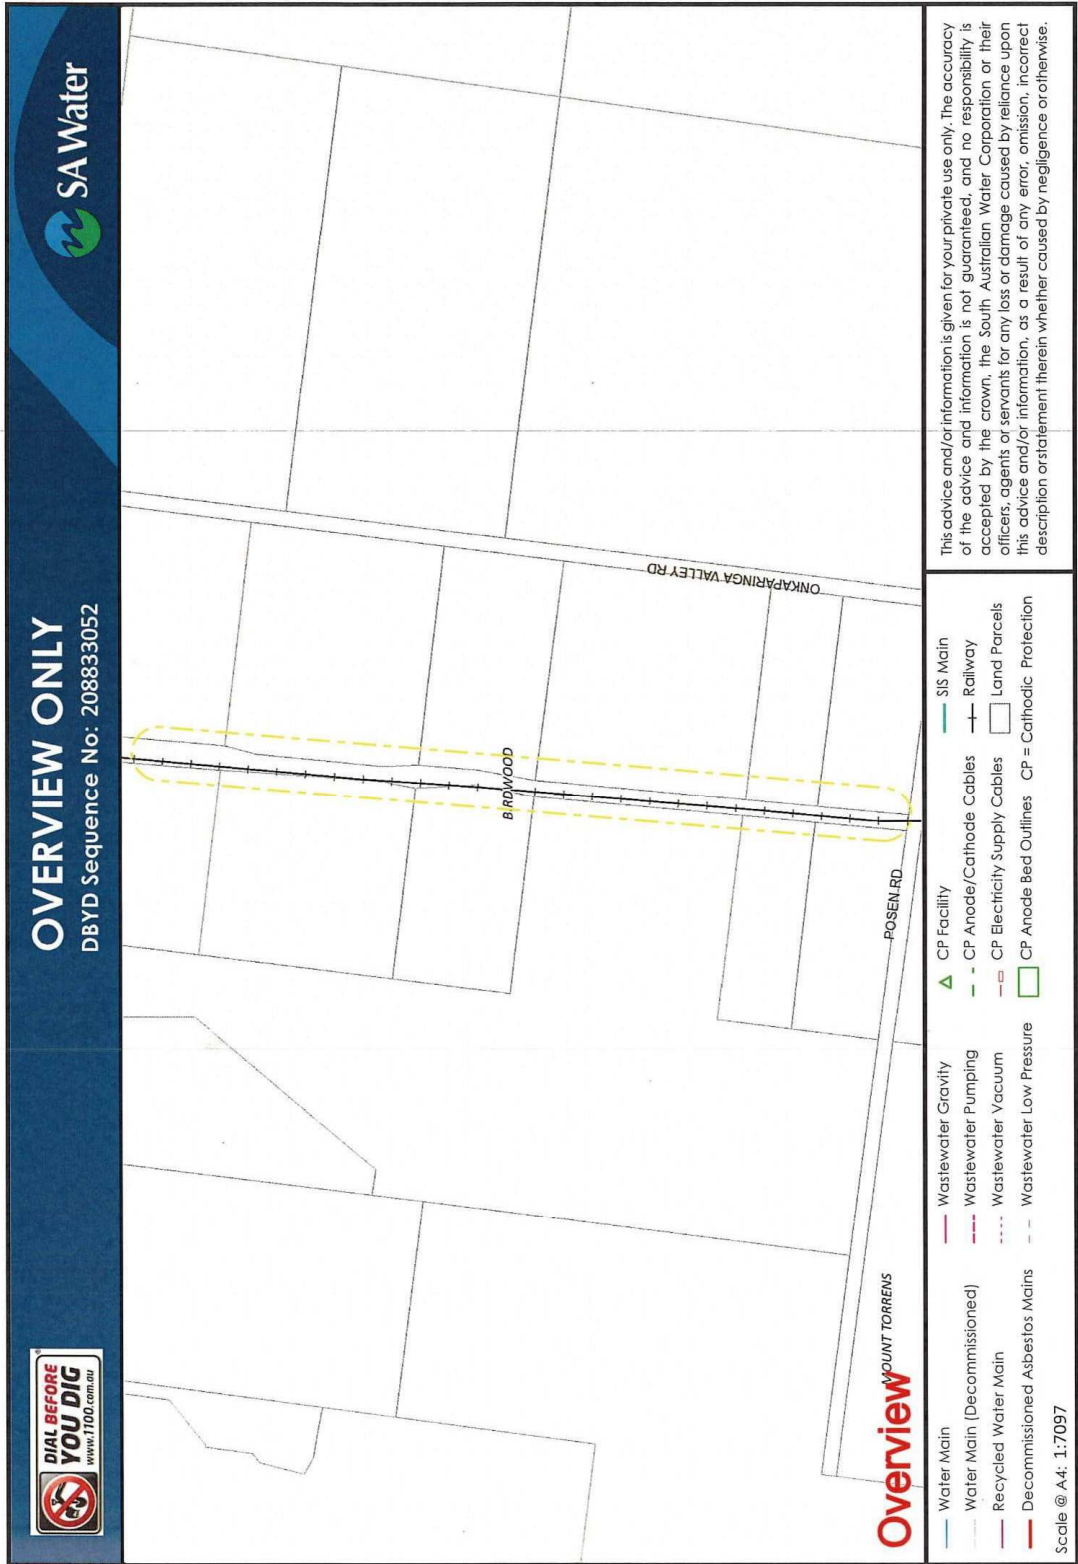 DIAL BEFORE
YOU DIG
www.1100.com.au
OVERVIEW ONLY
DBYD Sequence No: 208833052
SA Water
BIRDWOOD
ONKAPARINGA VALLEY RD
POSEN RD
MOUNT TORRENS
Overview
Water Main
Water Main (Decommissioned)
Recycled Water Main
Decommissioned Asbestos Mains
Wastewater Gravity
Wastewater Pumping
Wastewater Vacuum
Wastewater Low Pressure
CP Facility
CP Anode/Cathode Cables
CP Electricity Supply Cables
CP Anode Bed Outlines
SIS Main
Railway
Land Parcels
CP = Cathodic Protection
Scale @ A4: 1:7097
This advice and/or information is given for your private use only. The accuracy
of the advice and information is not guaranteed, and no responsibility is
accepted by the crown, the South Australian Water Corporation or their
officers, agents or servants for any loss or damage caused by reliance upon
this advice and/or information, as a result of any error, omission, incorrect
description or statement therein whether caused by negligence or otherwise.